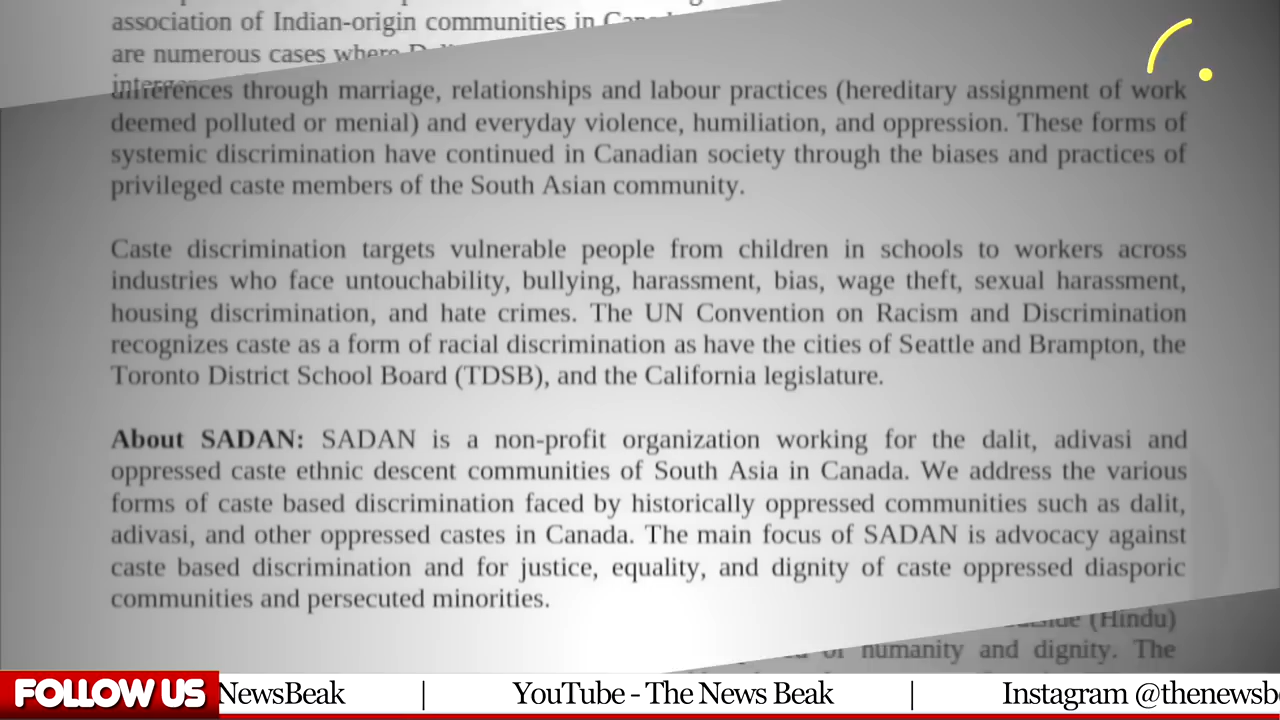 association of Indian-origin communities in
are numerous cases where
differences through marriage, relationships and labour practices (hereditary assignment of work
deemed polluted or menial) and everyday violence, humiliation, and oppression. These forms of
systemic discrimination have continued in Canadian society through the biases and practices of
privileged caste members of the South Asian community.
Caste discrimination targets vulnerable people from children in schools to workers across
industries who face untouchability, bullying, harassment, bias, wage theft, sexual harassment,
housing discrimination, and hate crimes. The UN Convention on Racism and Discrimination
recognizes caste as a form of racial discrimination as have the cities of Seattle and Brampton, the
Toronto District School Board (TDSB), and the California legislature.
About SADAN: SADAN is a non-profit organization working for the dalit, adivasi and
oppressed caste ethnic descent communities of South Asia in Canada. We address the various
forms of caste based discrimination faced by historically oppressed communities such as dalit,
adivasi, and other oppressed castes in Canada. The main focus of SADAN is advocacy against
caste based discrimination and for justice, equality, and dignity of caste oppressed diasporic
communities and persecuted minorities.
(Hindu)
of humanity and dignity. The
FOLLOW US NewsBeak | YouTube - The News Beak | Instagram @thenewsb